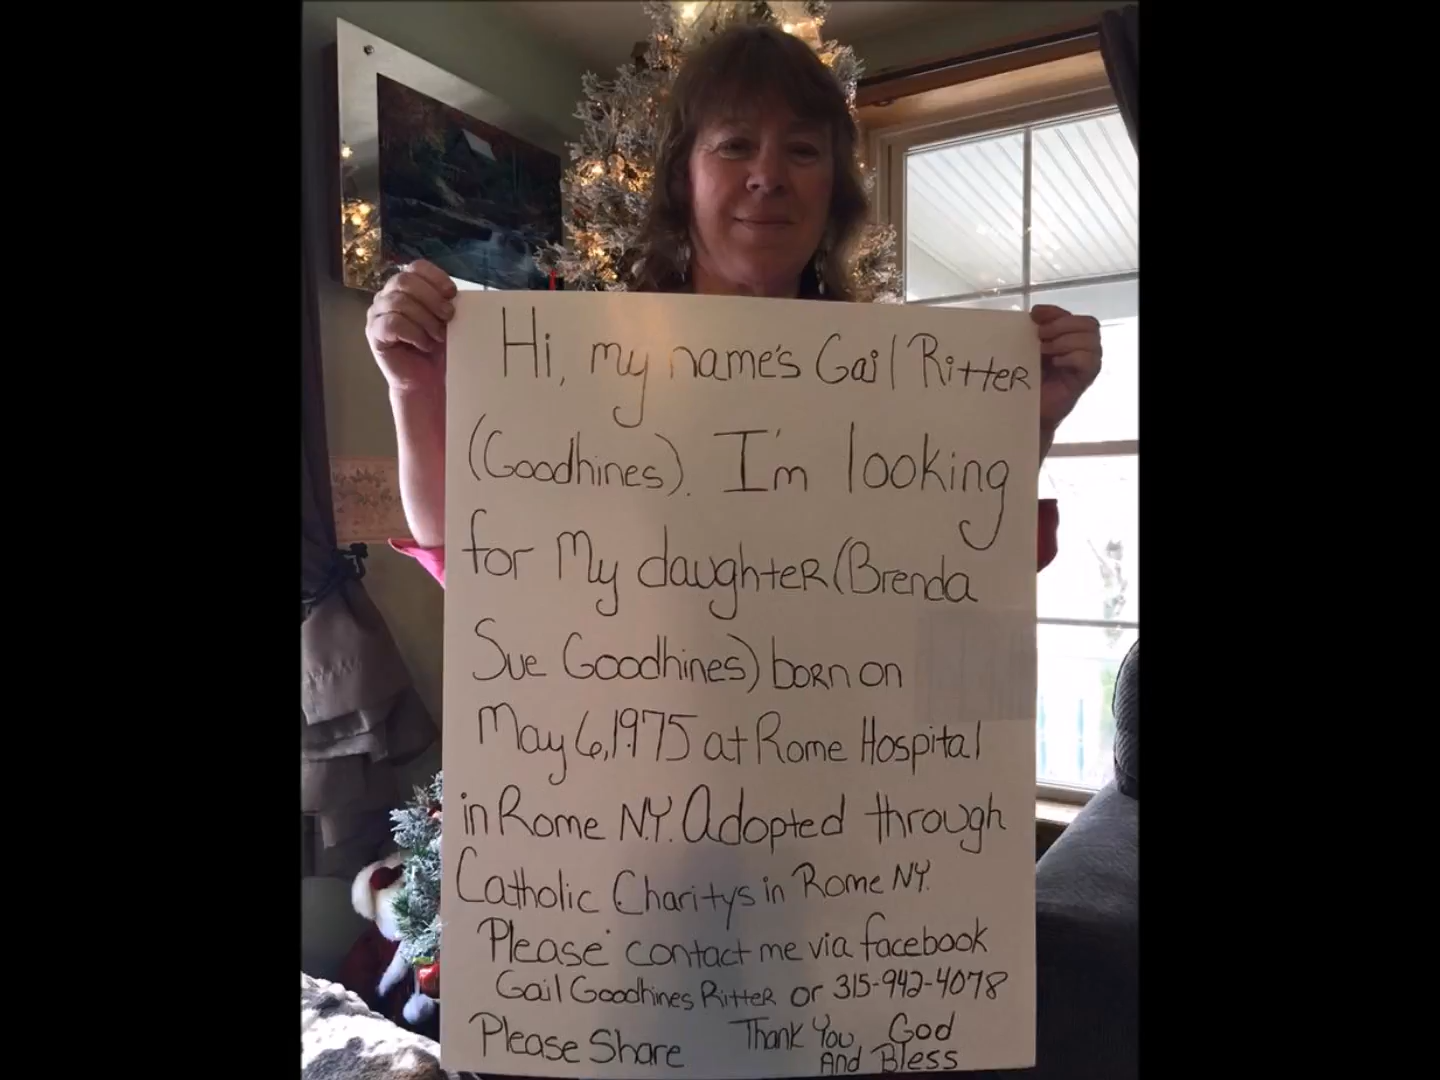 Hi, my name's Gail Ritter
(Goodhines). I'm looking
for My daughter (Brenda
Sue Goodhines) born on
May 6, 1975 at Rome Hospital
in Rome N.Y. Adopted through
Catholic Charitys in Rome NY.
Please contact me via facebook
Gail Goodhines Ritter or 315-942-4078
Please Share Thank You God
And Bless